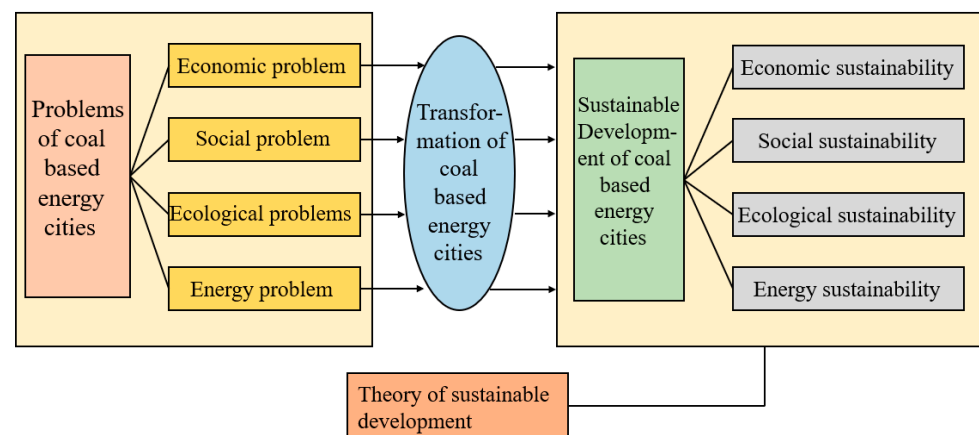 Problems
of coal
based
energy
cities
Economic problem
Social problem
Ecological problems
Energy problem
Transfor-
mation of
coal
based
energy
cities
Sustainable
Develop-
ment of coal
based
energy
cities
Economic sustainability
Social sustainability
Ecological sustainability
Energy sustainability
Theory of sustainable
development